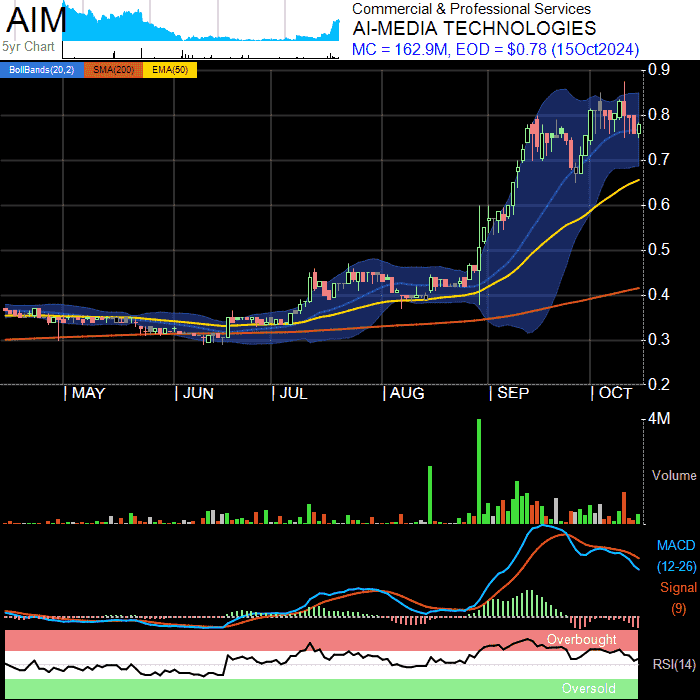 AIM
5yr Chart
Commercial & Professional Services
AI-MEDIA TECHNOLOGIES
MC = 162.9M, EOD = $0.78 (15Oct2024)
BollBands(20,2) SMA(200) EMA(50)
0.9
0.8
0.7
0.6
0.5
0.4
0.3
0.2
MAY JUN JUL AUG SEP OCT
4M
Volume
MACD
(12-26)
Signal
(9)
Overbought
RSI(14)
Oversold